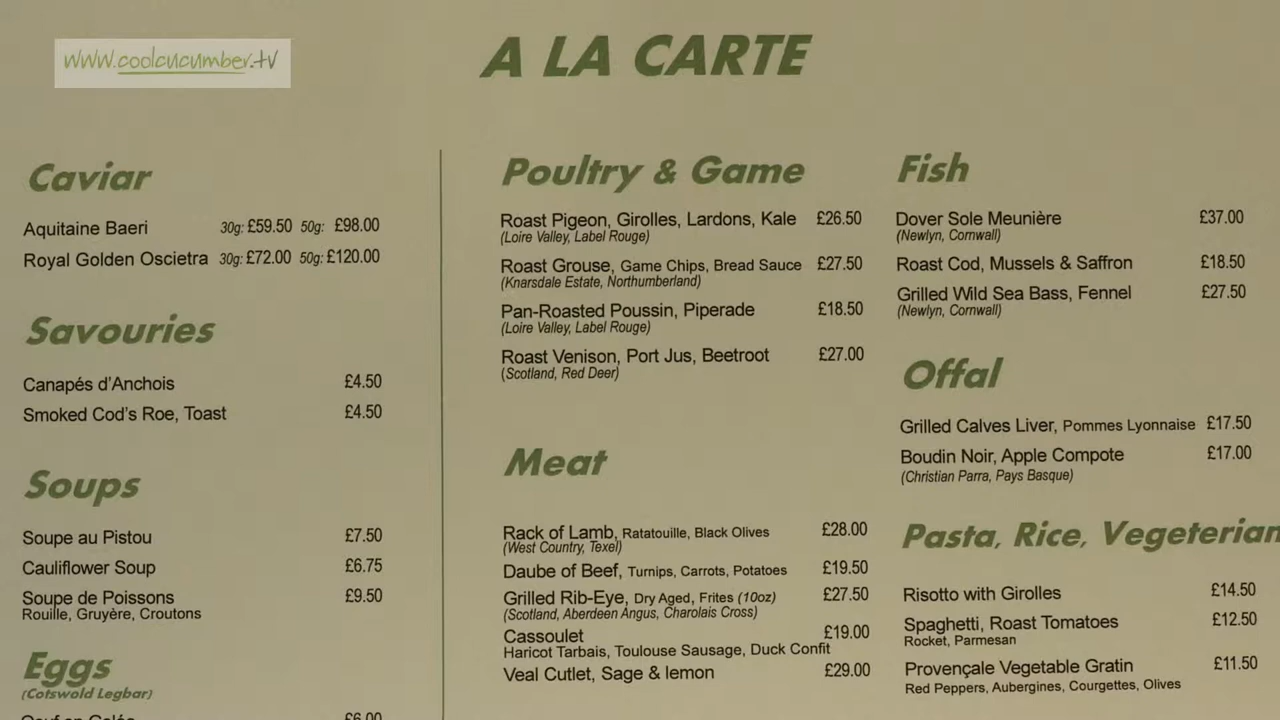 www.coolcucumber.tv
A LA CARTE
Caviar
Aquitaine Baeri 30g: £59.50 50g: £98.00
Royal Golden Oscietra 30g: £72.00 50g: £120.00
Savouries
Canapés d'Anchois £4.50
Smoked Cod's Roe, Toast £4.50
Soups
Soupe au Pistou £7.50
Cauliflower Soup £6.75
Soupe de Poissons £9.50
Rouille, Gruyère, Croutons
Eggs
(Cotswold Legbar)
Oeuf en Gelée £6.00
Poultry & Game
Roast Pigeon, Girolles, Lardons, Kale £26.50
(Loire Valley, Label Rouge)
Roast Grouse, Game Chips, Bread Sauce £27.50
(Knarsdale Estate, Northumberland)
Pan-Roasted Poussin, Piperade £18.50
(Loire Valley, Label Rouge)
Roast Venison, Port Jus, Beetroot £27.00
(Scotland, Red Deer)
Meat
Rack of Lamb, Ratatouille, Black Olives £28.00
(West Country, Texel)
Daube of Beef, Turnips, Carrots, Potatoes £19.50
Grilled Rib-Eye, Dry Aged, Frites (10oz) £27.50
(Scotland, Aberdeen Angus, Charolais Cross)
Cassoulet £19.00
Haricot Tarbais, Toulouse Sausage, Duck Confit
Veal Cutlet, Sage & lemon £29.00
Fish
Dover Sole Meunière £37.00
(Newlyn, Cornwall)
Roast Cod, Mussels & Saffron £18.50
Grilled Wild Sea Bass, Fennel £27.50
(Newlyn, Cornwall)
Offal
Grilled Calves Liver, Pommes Lyonnaise £17.50
Boudin Noir, Apple Compote £17.00
(Christian Parra, Pays Basque)
Pasta, Rice, Vegeterian
Risotto with Girolles £14.50
Spaghetti, Roast Tomatoes £12.50
Rocket, Parmesan
Provençale Vegetable Gratin £11.50
Red Peppers, Aubergines, Courgettes, Olives